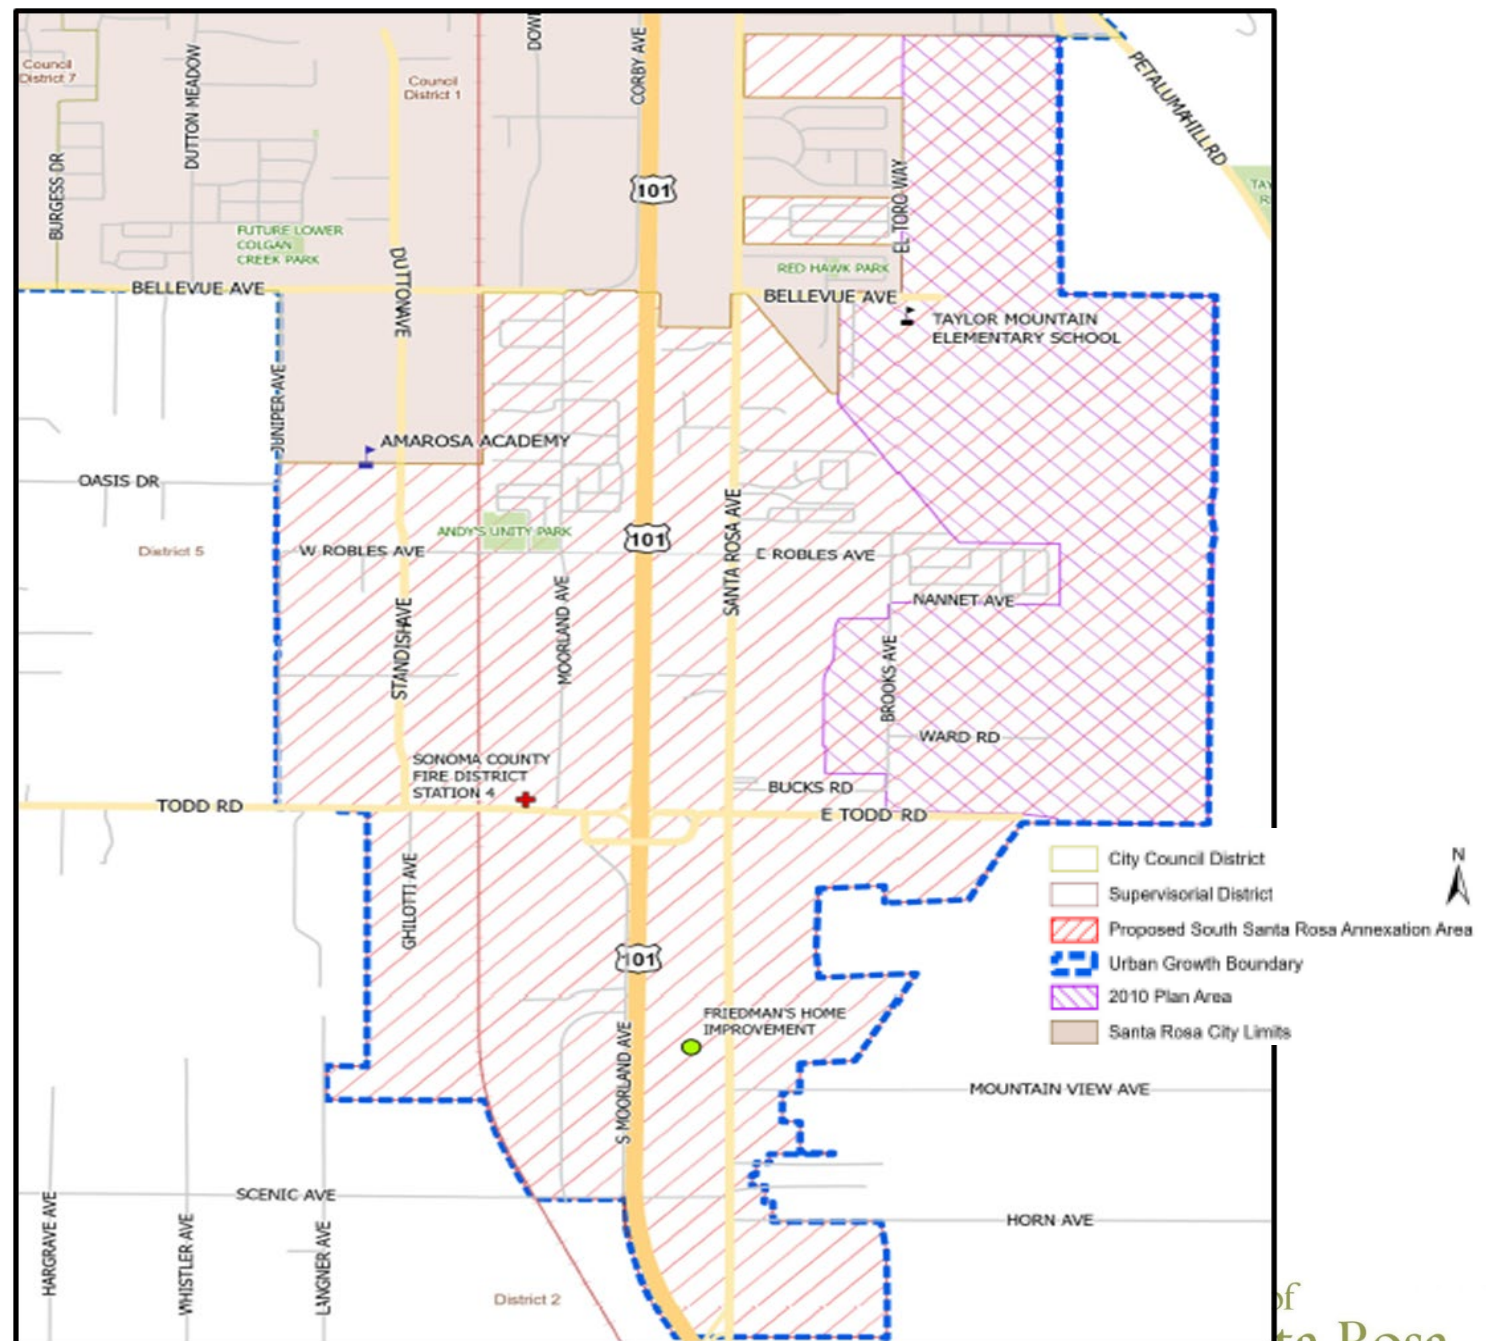 Council
District 7
DUTTON MEADOW
Council
District 1
CORBY AVE
PETALUMA HILL RD
BURGESS DR
101
EL TORO WAY
FUTURE LOWER
COLGAN
CREEK PARK
DUTTON AVE
RED HAWK PARK
BELLEVUE AVE
BELLEVUE AVE
TAYLOR MOUNTAIN
ELEMENTARY SCHOOL
JUNIPER AVE
AMAROSA ACADEMY
OASIS DR
ANDY'S UNITY PARK
101
SANTA ROSA AVE
District 5
W ROBLES AVE
E ROBLES AVE
NANNET AVE
STANDISH AVE
MOORLAND AVE
BROOKS AVE
WARD RD
SONOMA COUNTY
FIRE DISTRICT
STATION 4
BUCKS RD
TODD RD
E TODD RD
GHILOTTI AVE
City Council District
N
Supervisorial District
Proposed South Santa Rosa Annexation Area
101
Urban Growth Boundary
2010 Plan Area
FRIEDMAN'S HOME
IMPROVEMENT
Santa Rosa City Limits
S MOORLAND AVE
MOUNTAIN VIEW AVE
SCENIC AVE
HORN AVE
HARGRAVE AVE
WHISTLER AVE
LANGNER AVE
District 2
of
Rosa